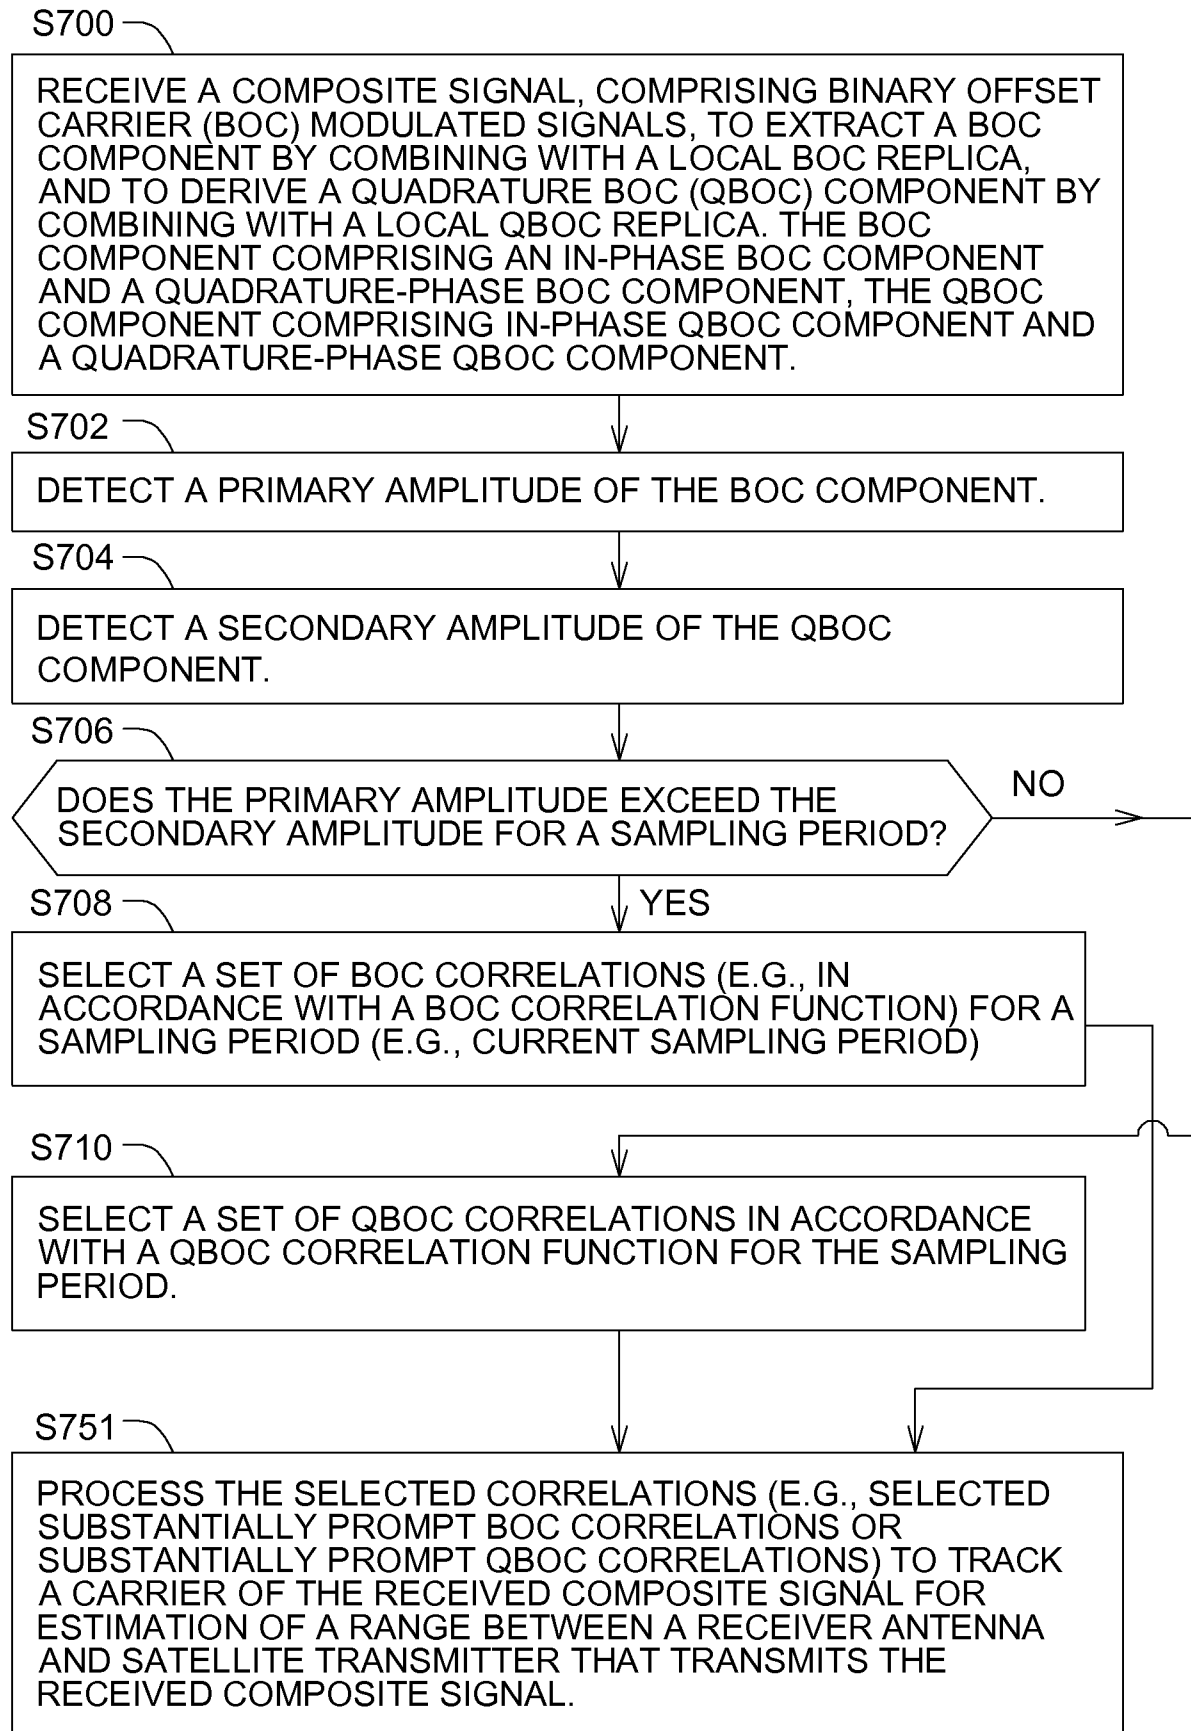 S700
RECEIVE A COMPOSITE SIGNAL, COMPRISING BINARY OFFSET
CARRIER (BOC) MODULATED SIGNALS, TO EXTRACT A BOC
COMPONENT BY COMBINING WITH A LOCAL BOC REPLICA,
AND TO DERIVE A QUADRATURE BOC (QBOC) COMPONENT BY
COMBINING WITH A LOCAL QBOC REPLICA. THE BOC
COMPONENT COMPRISING AN IN-PHASE BOC COMPONENT
AND A QUADRATURE-PHASE BOC COMPONENT, THE QBOC
COMPONENT COMPRISING IN-PHASE QBOC COMPONENT AND
A QUADRATURE-PHASE QBOC COMPONENT.
S702
DETECT A PRIMARY AMPLITUDE OF THE BOC COMPONENT.
S704
DETECT A SECONDARY AMPLITUDE OF THE QBOC
COMPONENT.
S706
DOES THE PRIMARY AMPLITUDE EXCEED THE
SECONDARY AMPLITUDE FOR A SAMPLING PERIOD?
NO
YES
S708
SELECT A SET OF BOC CORRELATIONS (E.G., IN
ACCORDANCE WITH A BOC CORRELATION FUNCTION) FOR A
SAMPLING PERIOD (E.G., CURRENT SAMPLING PERIOD)
S710
SELECT A SET OF QBOC CORRELATIONS IN ACCORDANCE
WITH A QBOC CORRELATION FUNCTION FOR THE SAMPLING
PERIOD.
S751
PROCESS THE SELECTED CORRELATIONS (E.G., SELECTED
SUBSTANTIALLY PROMPT BOC CORRELATIONS OR
SUBSTANTIALLY PROMPT QBOC CORRELATIONS) TO TRACK
A CARRIER OF THE RECEIVED COMPOSITE SIGNAL FOR
ESTIMATION OF A RANGE BETWEEN A RECEIVER ANTENNA
AND SATELLITE TRANSMITTER THAT TRANSMITS THE
RECEIVED COMPOSITE SIGNAL.